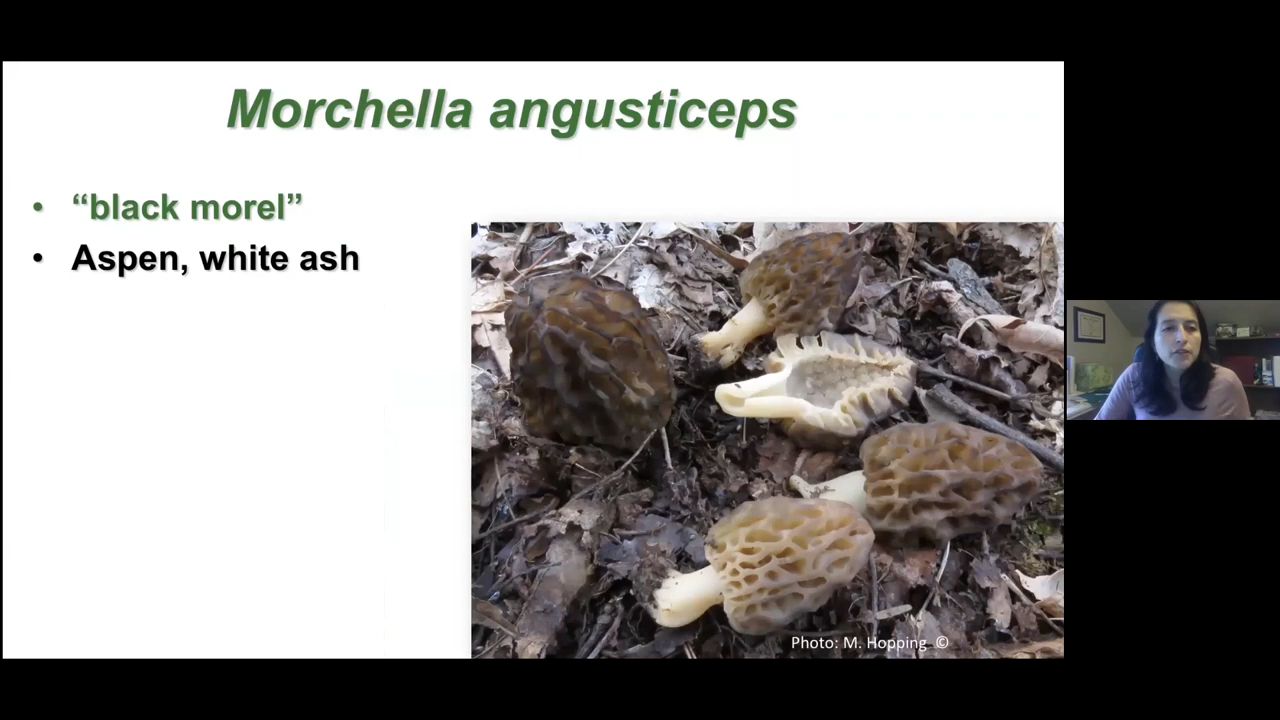 Morchella angusticeps
• “black morel”
• Aspen, white ash
Photo: M. Hopping ©